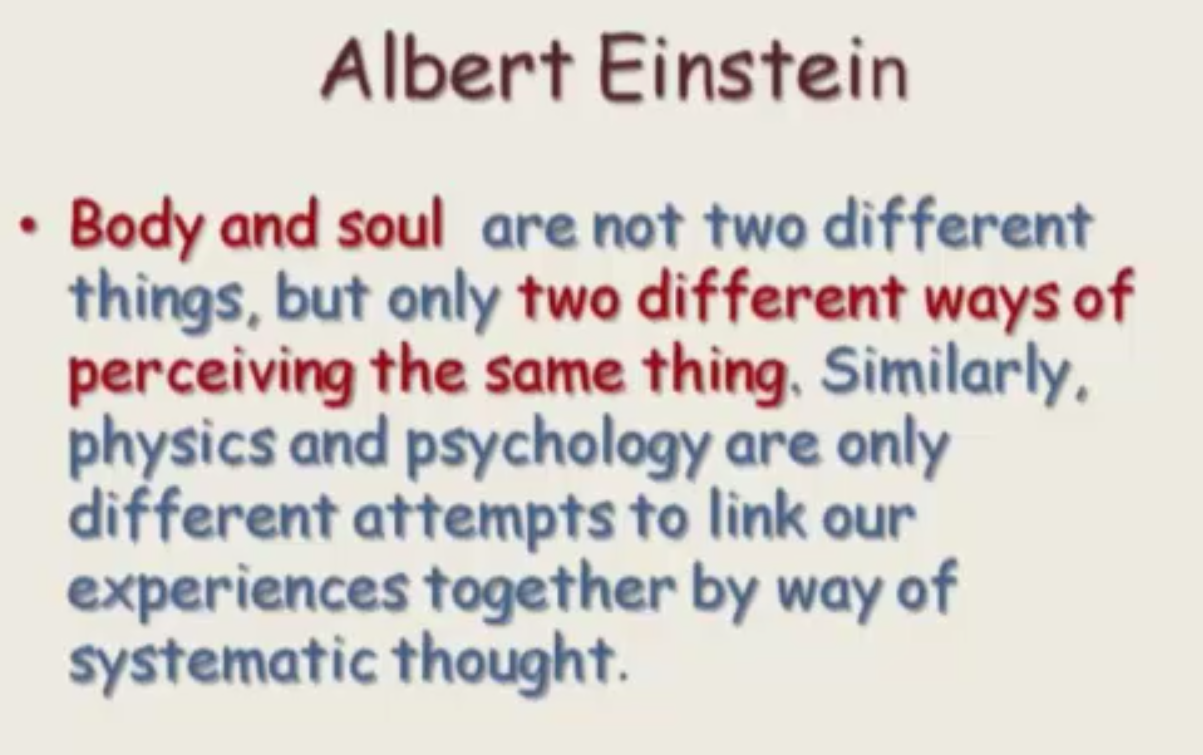 Albert Einstein
• Body and soul are not two different
things, but only two different ways of
perceiving the same thing. Similarly,
physics and psychology are only
different attempts to link our
experiences together by way of
systematic thought.